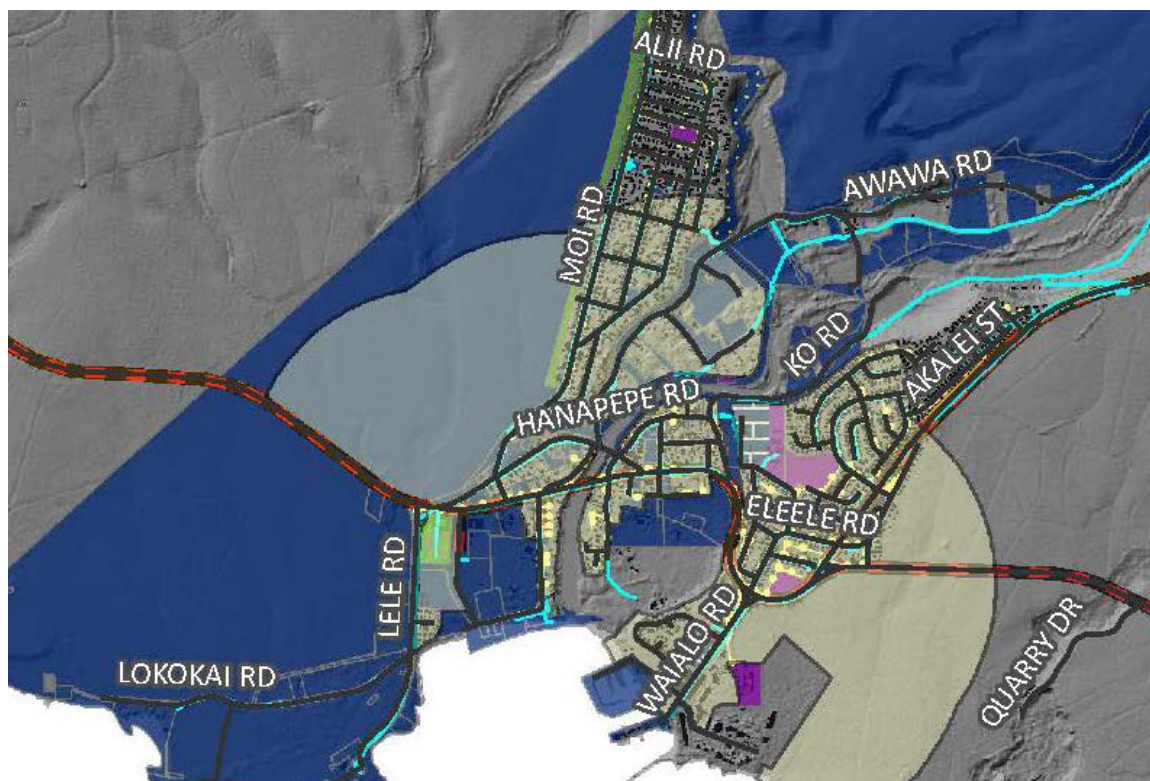 ALII RD
AWAWA RD
MOI RD
KO RD
AKALEI ST
HANAPEPE RD
ELEELE RD
LELE RD
WAIALO RD
LOKOKAI RD
QUARRY DR